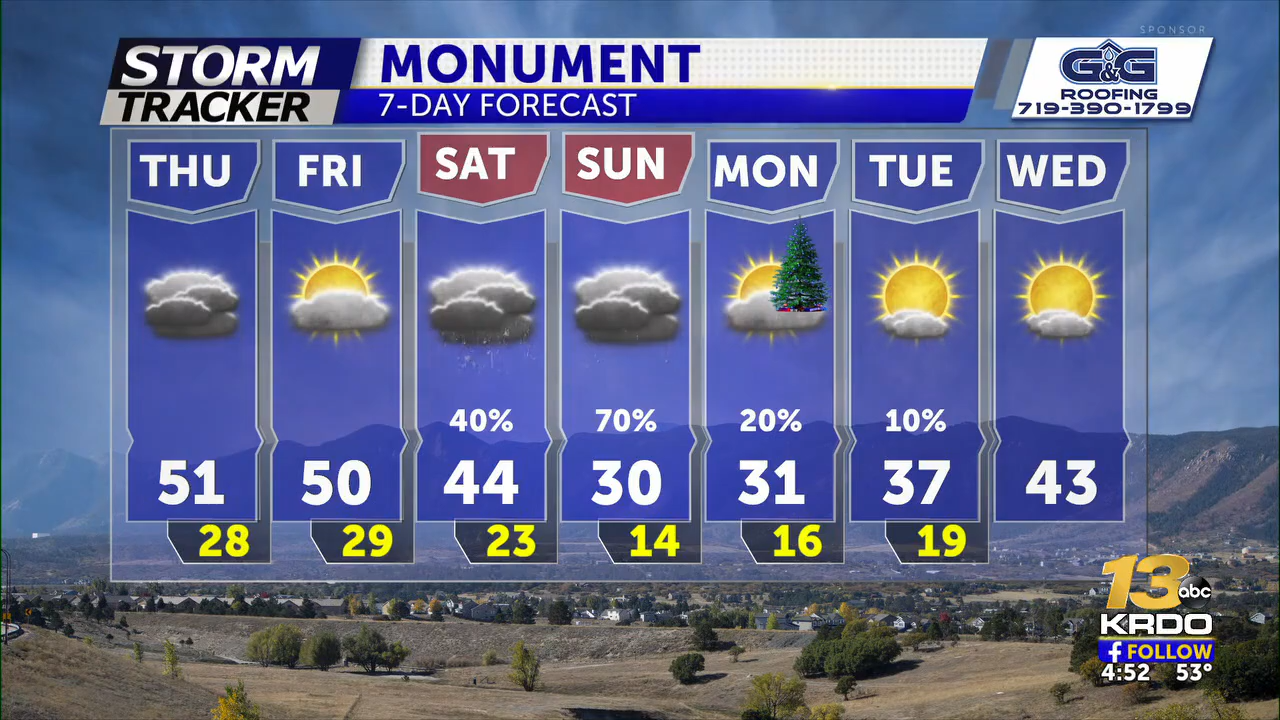 SPONSOR
STORM
TRACKER
MONUMENT
7-DAY FORECAST
G&G
ROOFING
719-390-1799
THU FRI SAT SUN MON TUE WED
40% 70% 20% 10%
51 50 44 30 31 37 43
28 29 23 14 16 19
13 abc
KRDO
f FOLLOW
4:52 53°